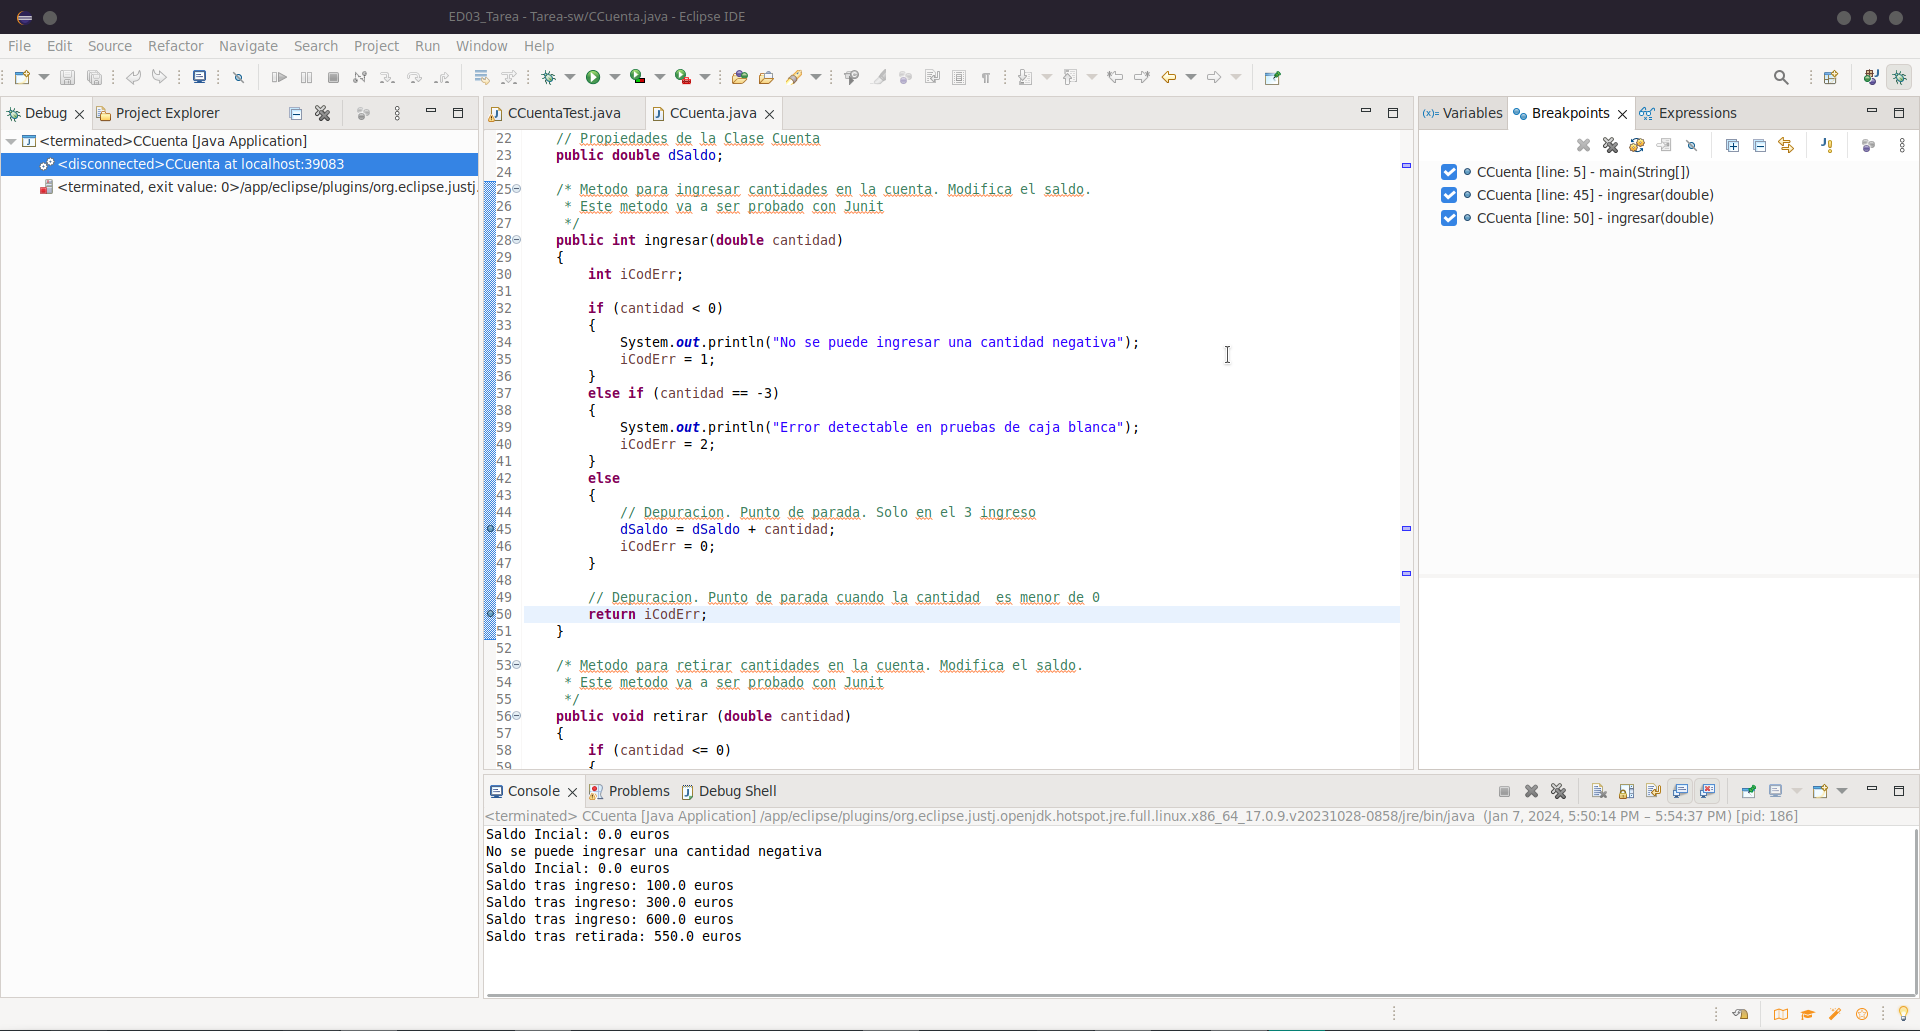 ED03_Tarea - Tarea-sw/CCuenta.java - Eclipse IDE
File Edit Source Refactor Navigate Search Project Run Window Help
Debug Project Explorer
<terminated>CCuenta [Java Application]
<disconnected>CCuenta at localhost:39083
<terminated, exit value: 0>/app/eclipse/plugins/org.eclipse.justj.
CCuentaTest.java CCuenta.java
22 // Propiedades de la Clase Cuenta
23 public double dSaldo;
24
25 /* Metodo para ingresar cantidades en la cuenta. Modifica el saldo.
26 * Este metodo va a ser probado con Junit
27 */
28 public int ingresar(double cantidad)
29 {
30 int iCodErr;
31
32 if (cantidad < 0)
33 {
34 System.out.println("No se puede ingresar una cantidad negativa");
35 iCodErr = 1;
36 }
37 else if (cantidad == -3)
38 {
39 System.out.println("Error detectable en pruebas de caja blanca");
40 iCodErr = 2;
41 }
42 else
43 {
44 // Depuracion. Punto de parada. Solo en el 3 ingreso
45 dSaldo = dSaldo + cantidad;
46 iCodErr = 0;
47 }
48
49 // Depuracion. Punto de parada cuando la cantidad  es menor de 0
50 return iCodErr;
51 }
52
53 /* Metodo para retirar cantidades en la cuenta. Modifica el saldo.
54 * Este metodo va a ser probado con Junit
55 */
56 public void retirar (double cantidad)
57 {
58 if (cantidad <= 0)
59 {
(x)= Variables Breakpoints Expressions
CCuenta [line: 5] - main(String[])
CCuenta [line: 45] - ingresar(double)
CCuenta [line: 50] - ingresar(double)
Console Problems Debug Shell
<terminated> CCuenta [Java Application] /app/eclipse/plugins/org.eclipse.justj.openjdk.hotspot.jre.full.linux.x86_64_17.0.9.v20231028-0858/jre/bin/java  (Jan 7, 2024, 5:50:14 PM – 5:54:37 PM) [pid: 186]
Saldo Incial: 0.0 euros
No se puede ingresar una cantidad negativa
Saldo Incial: 0.0 euros
Saldo tras ingreso: 100.0 euros
Saldo tras ingreso: 300.0 euros
Saldo tras ingreso: 600.0 euros
Saldo tras retirada: 550.0 euros